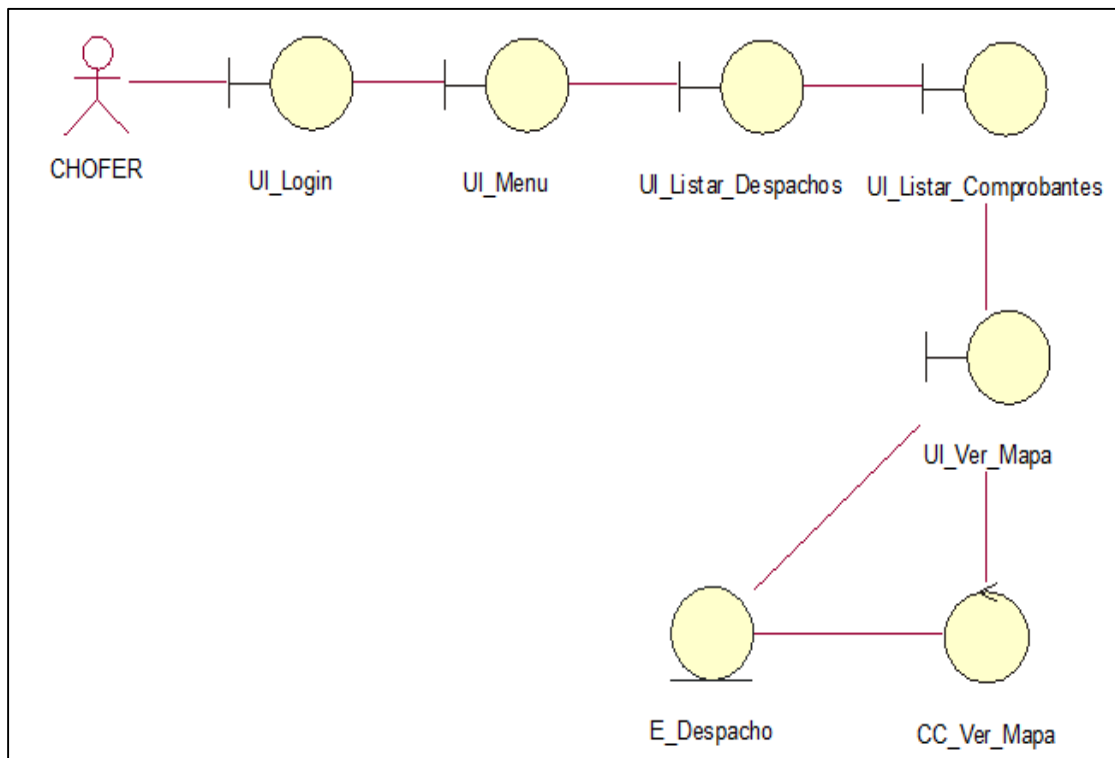 CHOFER
UI_Login
UI_Menu
UI_Listar_Despachos
UI_Listar_Comprobantes
UI_Ver_Mapa
E_Despacho
CC_Ver_Mapa